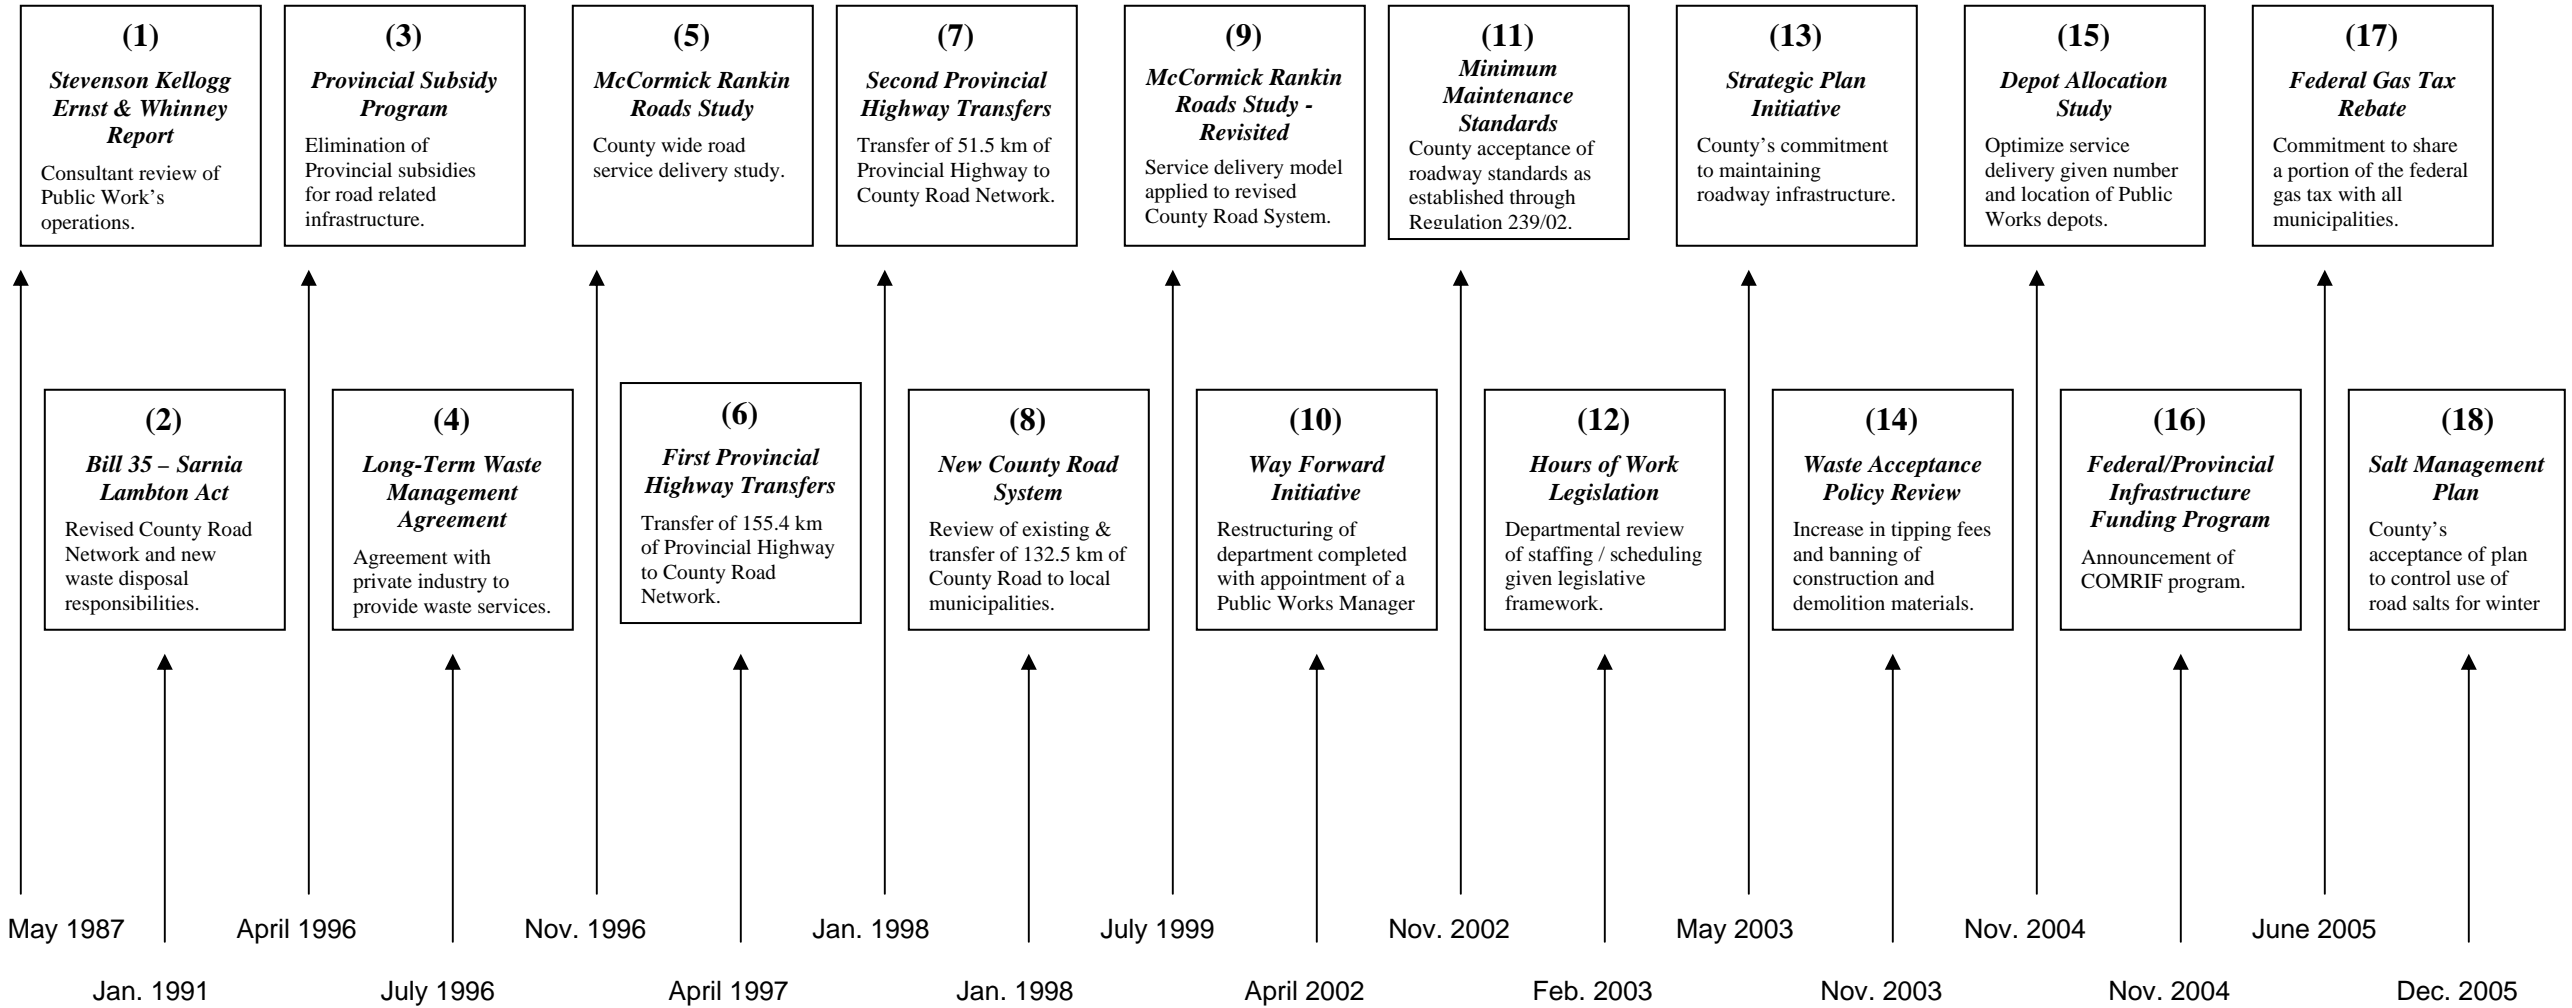 (1)
Stevenson Kellogg
Ernst & Whinney
Report
Consultant review of
Public Work’s
operations.
(3)
Provincial Subsidy
Program
Elimination of
Provincial subsidies
for road related
infrastructure.
(5)
McCormick Rankin
Roads Study
County wide road
service delivery study.
(7)
Second Provincial
Highway Transfers
Transfer of 51.5 km of
Provincial Highway to
County Road Network.
(9)
McCormick Rankin
Roads Study -
Revisited
Service delivery model
applied to revised
County Road System.
(11)
Minimum
Maintenance
Standards
County acceptance of
roadway standards as
established through
Regulation 239/02.
(13)
Strategic Plan
Initiative
County’s commitment
to maintaining
roadway infrastructure.
(15)
Depot Allocation
Study
Optimize service
delivery given number
and location of Public
Works depots.
(17)
Federal Gas Tax
Rebate
Commitment to share
a portion of the federal
gas tax with all
municipalities.
(2)
Bill 35 – Sarnia
Lambton Act
Revised County Road
Network and new
waste disposal
responsibilities.
(4)
Long-Term Waste
Management
Agreement
Agreement with
private industry to
provide waste services.
(6)
First Provincial
Highway Transfers
Transfer of 155.4 km
of Provincial Highway
to County Road
Network.
(8)
New County Road
System
Review of existing &
transfer of 132.5 km of
County Road to local
municipalities.
(10)
Way Forward
Initiative
Restructuring of
department completed
with appointment of a
Public Works Manager
(12)
Hours of Work
Legislation
Departmental review
of staffing / scheduling
given legislative
framework.
(14)
Waste Acceptance
Policy Review
Increase in tipping fees
and banning of
construction and
demolition materials.
(16)
Federal/Provincial
Infrastructure
Funding Program
Announcement of
COMRIF program.
(18)
Salt Management
Plan
County’s
acceptance of plan
to control use of
road salts for winter
May 1987
April 1996
Nov. 1996
Jan. 1998
July 1999
Nov. 2002
May 2003
Nov. 2004
June 2005
Jan. 1991
July 1996
April 1997
Jan. 1998
April 2002
Feb. 2003
Nov. 2003
Nov. 2004
Dec. 2005